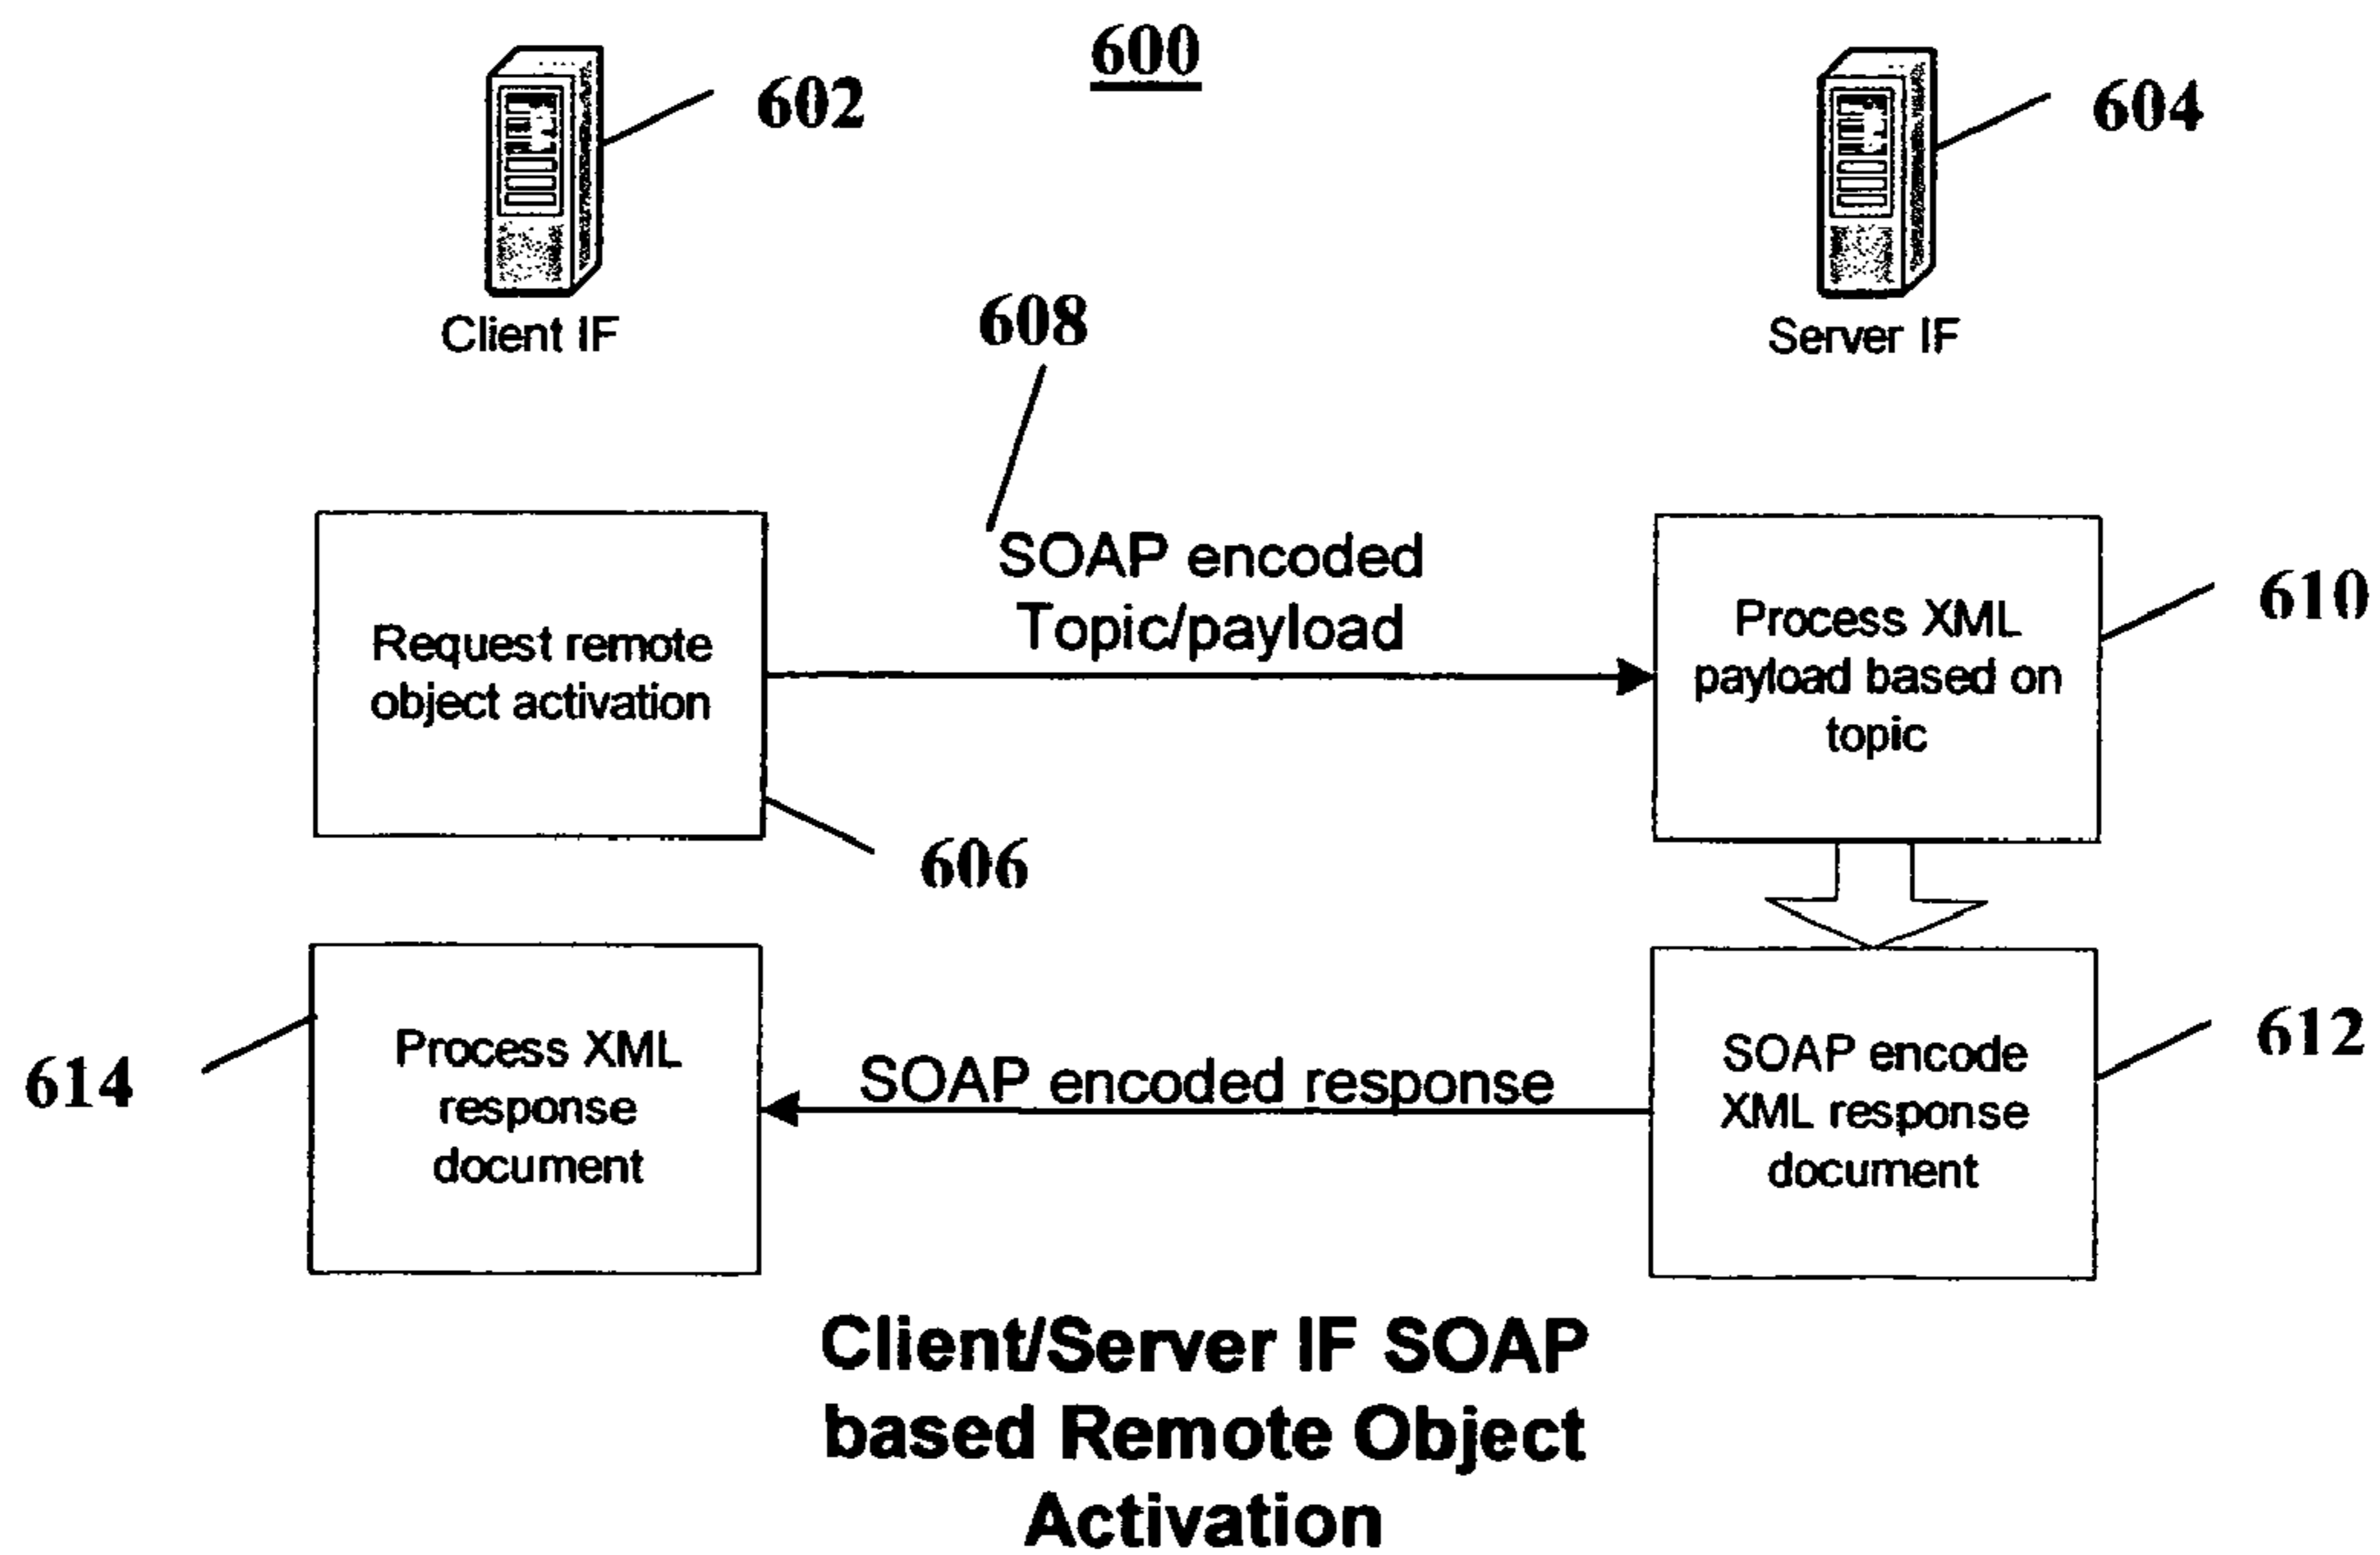 600
602
604
Client IF
Server IF
608
SOAP encoded
Topic/payload
Request remote
object activation
Process XML
payload based on
topic
610
606
614
Process XML
response
document
SOAP encoded response
SOAP encode
XML response
document
612
Client/Server IF SOAP
based Remote Object
Activation